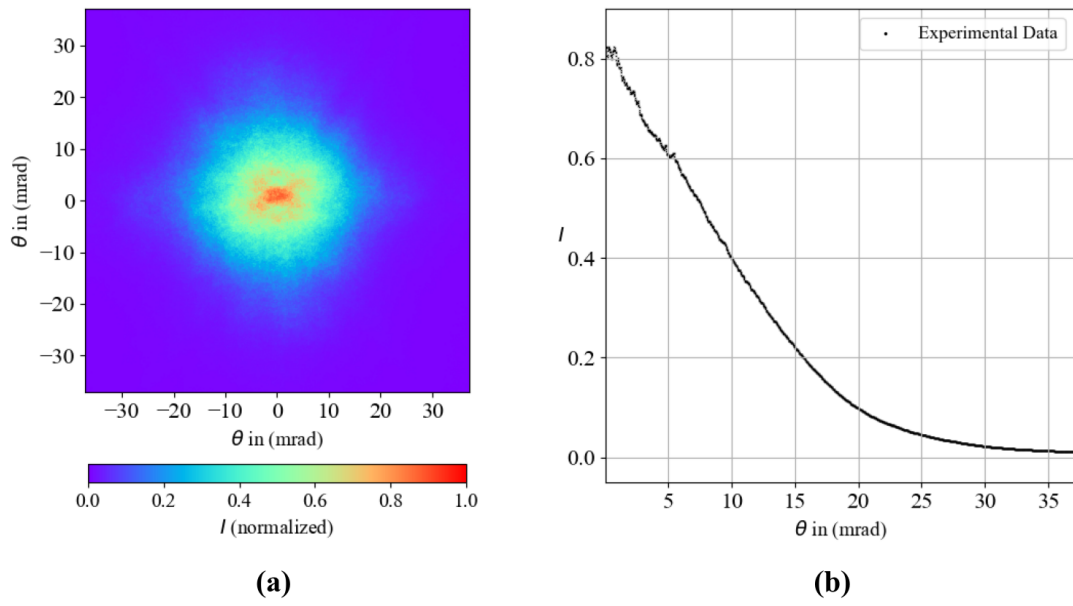 30
20
10
0
−10
−20
−30
θ in (mrad)
−30 −20 −10 0 10 20 30
θ in (mrad)
0.0 0.2 0.4 0.6 0.8 1.0
I (normalized)
(a)
Experimental Data
0.8
0.6
I
0.4
0.2
0.0
5 10 15 20 25 30 35
θ in (mrad)
(b)